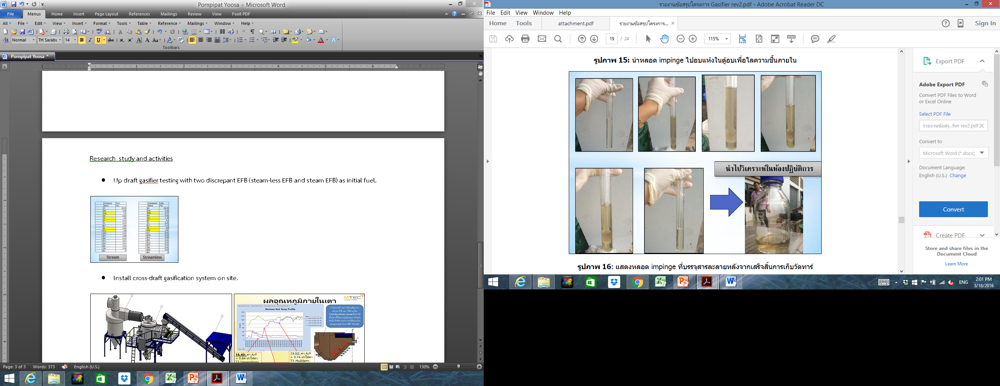 Pornpipat Yoosa - Microsoft Word
File Menus Home Insert Page Layout References Mailings Review View Foxit PDF
All File Edit View Insert Format Tools Table Reference Mailings Window Help
Normal TH Sarabu 14
Toolbars
Pornpipat Yoosa *
Research study and activities
Up draft gasifier testing with two discrepant EFB (steam-less EFB and steam EFB) as initial fuel.
Compound Name Conc. (%)
Compound Name Conc. (%)
Stream
Streamless
Install cross-draft gasification system on site.
ผลอุณหภูมิภายในเตา
MTEC
Biomass Bed Temp Profile
18.40: ค่า A/F
= 0.84 ทำให้ค่า
19.50: ค่า A/F
= 0.74 ทำให้ค่า
T3 เริ่มมีอัตรา
Page: 3 of 3 Words: 373 English (U.S.) 130%
รายงานข้อสรุปโครงการ Gasifier rev2.pdf - Adobe Acrobat Reader DC
File Edit View Window Help
Home Tools attachment.pdf รายงานข้อสรุปโครงการ... Sign In
19 / 24 115%
รูปภาพ 15: นำหลอด impinge ไปอบแห้งในตู้อบเพื่อไลความชื้นภายใน
นำไปวิเคราะห์ในห้องปฏิบัติการ
รูปภาพ 16: แสดงหลอด impinge ที่บรรจุสารละลายหลังจากเสร็จสิ้นการเก็บวัดทาร์
Export PDF
Adobe Export PDF
Convert PDF Files to Word
or Excel Online
Select PDF File
รายงานข้อสรุ...fier rev2.pdf
Convert to
Microsoft Word (*.docx)
Document Language:
English (U.S.) Change
Convert
Create PDF
Store and share files in the
Document Cloud
Learn More
ENG
2:01 PM
3/18/2016